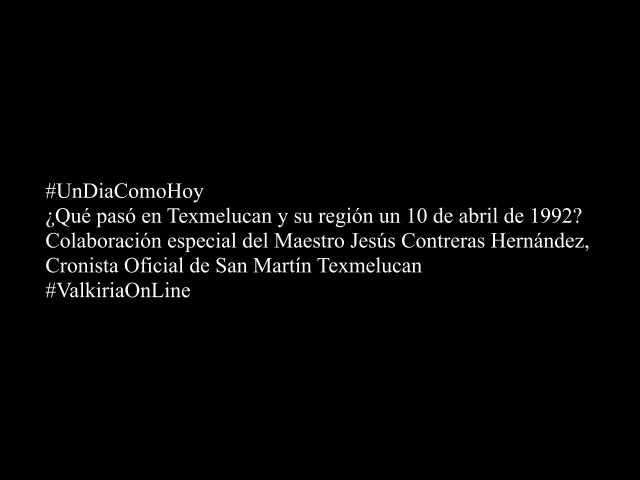 #UnDiaComoHoy
¿Qué pasó en Texmelucan y su región un 10 de abril de 1992?
Colaboración especial del Maestro Jesús Contreras Hernández,
Cronista Oficial de San Martín Texmelucan
#ValkiriaOnLine